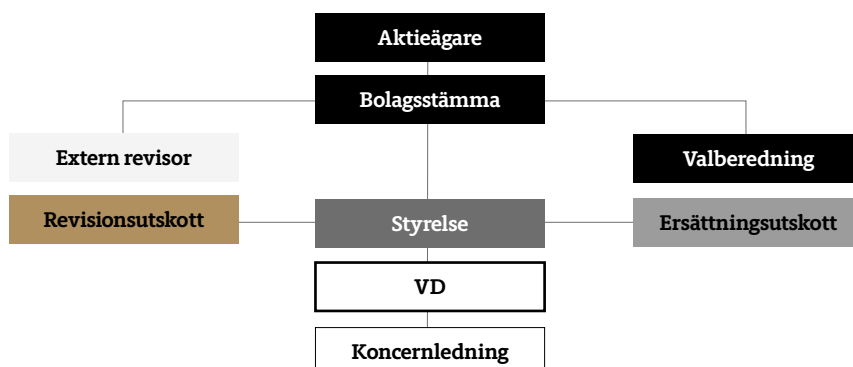 Aktieägare
Bolagsstämma
Extern revisor
Valberedning
Revisionsutskott
Styrelse
Ersättningsutskott
VD
Koncernledning